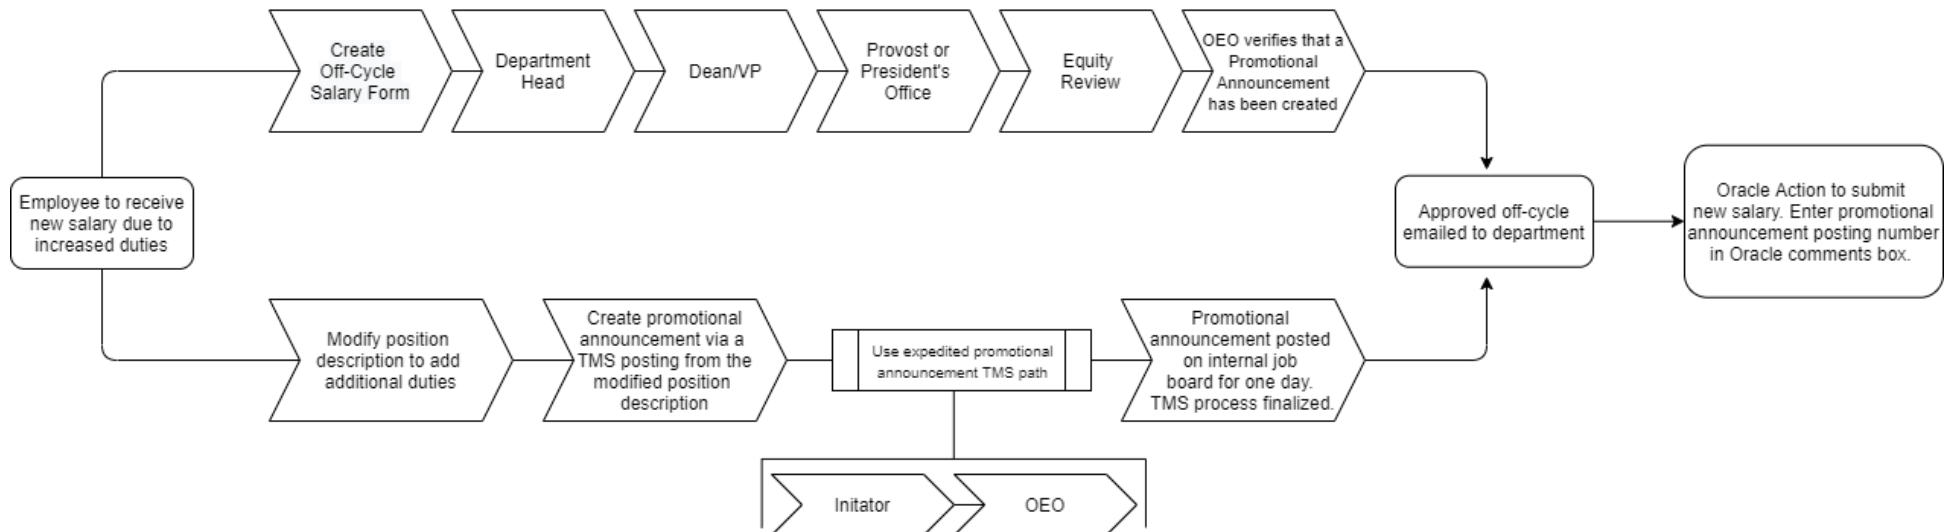 Create
Off-Cycle
Salary Form
Department
Head
Dean/VP
Provost or
President's
Office
Equity
Review
OEO verifies that a
Promotional
Announcement
has been created
Employee to receive
new salary due to
increased duties
Approved off-cycle
emailed to department
Oracle Action to submit
new salary. Enter promotional
announcement posting number
in Oracle comments box.
Modify position
description to add
additional duties
Create promotional
announcement via a
TMS posting from the
modified position
description
Use expedited promotional
announcement TMS path
Promotional
announcement posted
on internal job
board for one day.
TMS process finalized.
Initator
OEO